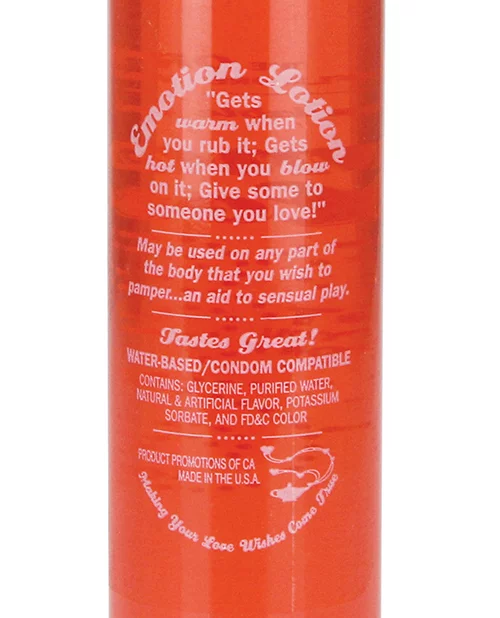 Emotion Lotion
"Gets
warm when
you rub it; Gets
hot when you blow
on it; Give some to
someone you love!"
May be used on any part of
the body that you wish to
pamper...an aid to sensual play.
Tastes Great!
WATER-BASED/CONDOM COMPATIBLE
CONTAINS: GLYCERINE, PURIFIED WATER,
NATURAL & ARTIFICIAL FLAVOR, POTASSIUM
SORBATE, AND FD&C COLOR
PRODUCT PROMOTIONS OF CA
MADE IN THE U.S.A.
Making Your Love Wishes Come True